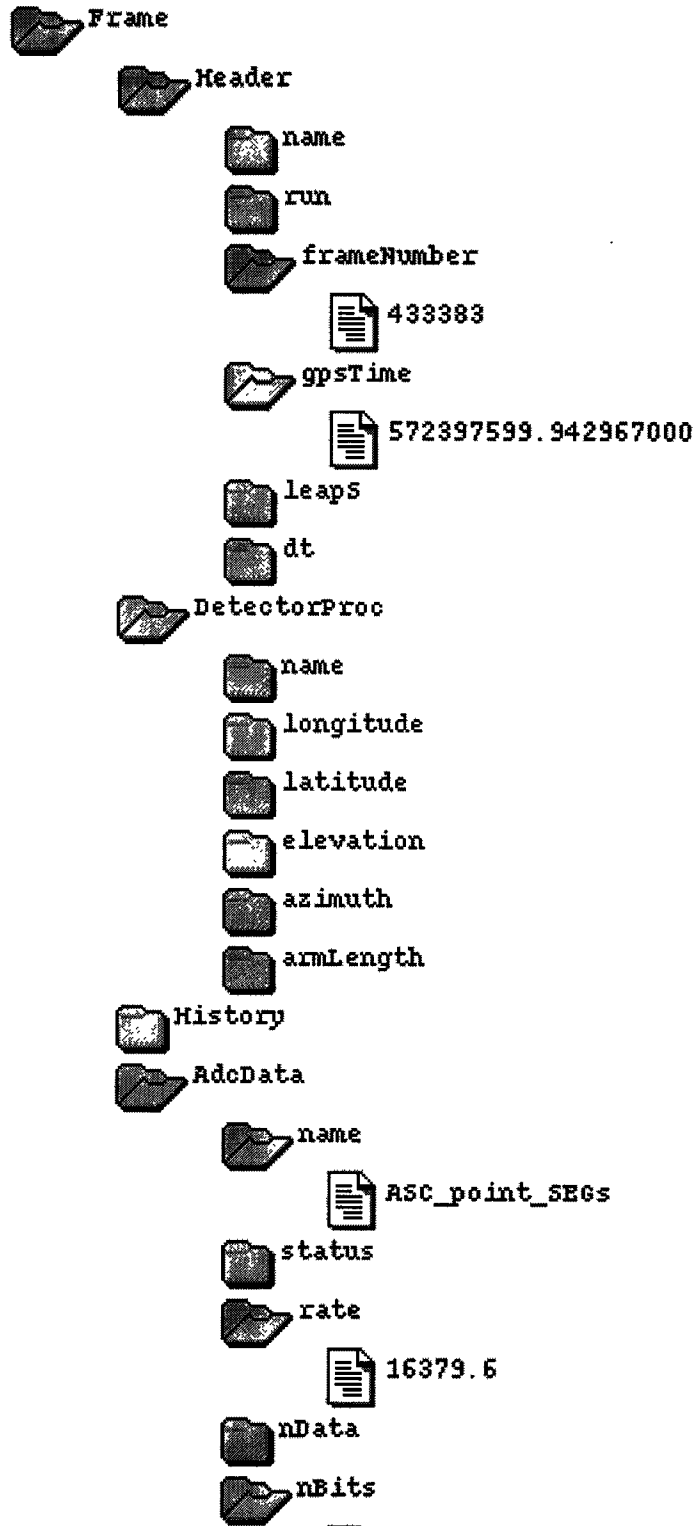 Frame
Header
name
run
frameNumber
433383
gpsTime
572397599.942967000
leapS
dt
DetectorProc
name
longitude
latitude
elevation
azimuth
armLength
History
AdcData
name
ASC_point_SEGs
status
rate
16379.6
nData
nBits